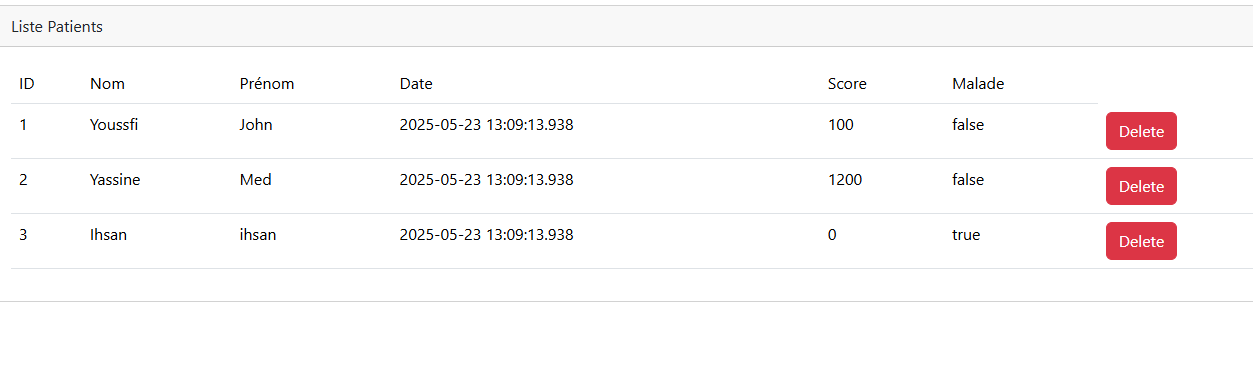 Liste Patients
ID Nom Prénom Date Score Malade
1 Youssfi John 2025-05-23 13:09:13.938 100 false Delete
2 Yassine Med 2025-05-23 13:09:13.938 1200 false Delete
3 Ihsan ihsan 2025-05-23 13:09:13.938 0 true Delete